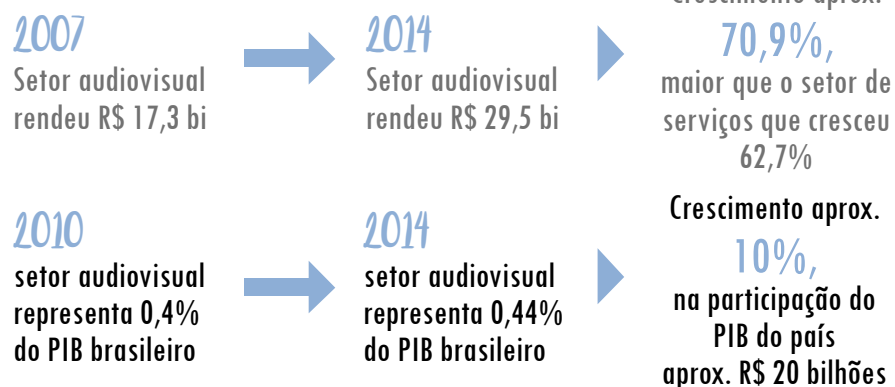 Crescimento aprox.
2007
Setor audiovisual
rendeu R$ 17,3 bi
2014
Setor audiovisual
rendeu R$ 29,5 bi
70,9%,
maior que o setor de
serviços que cresceu
62,7%
2010
setor audiovisual
representa 0,4%
do PIB brasileiro
2014
setor audiovisual
representa 0,44%
do PIB brasileiro
Crescimento aprox.
10%,
na participação do
PIB do país
aprox. R$ 20 bilhões